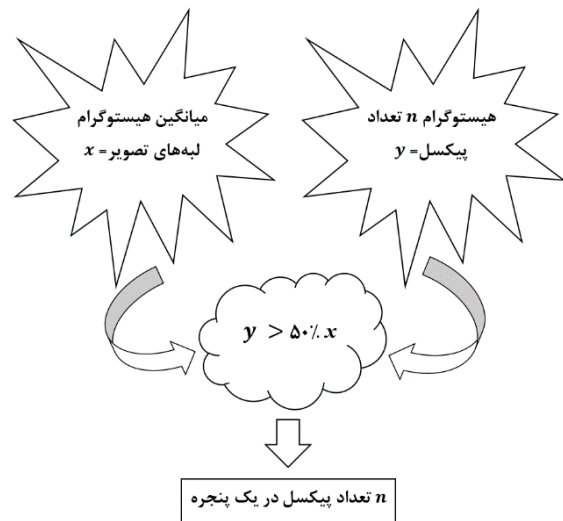 هیستوگرام n تعداد
پیکسل= y
میانگین هیستوگرام
لبه‌های تصویر= x
y > ۵۰٪ x
n تعداد پیکسل در یک پنجره